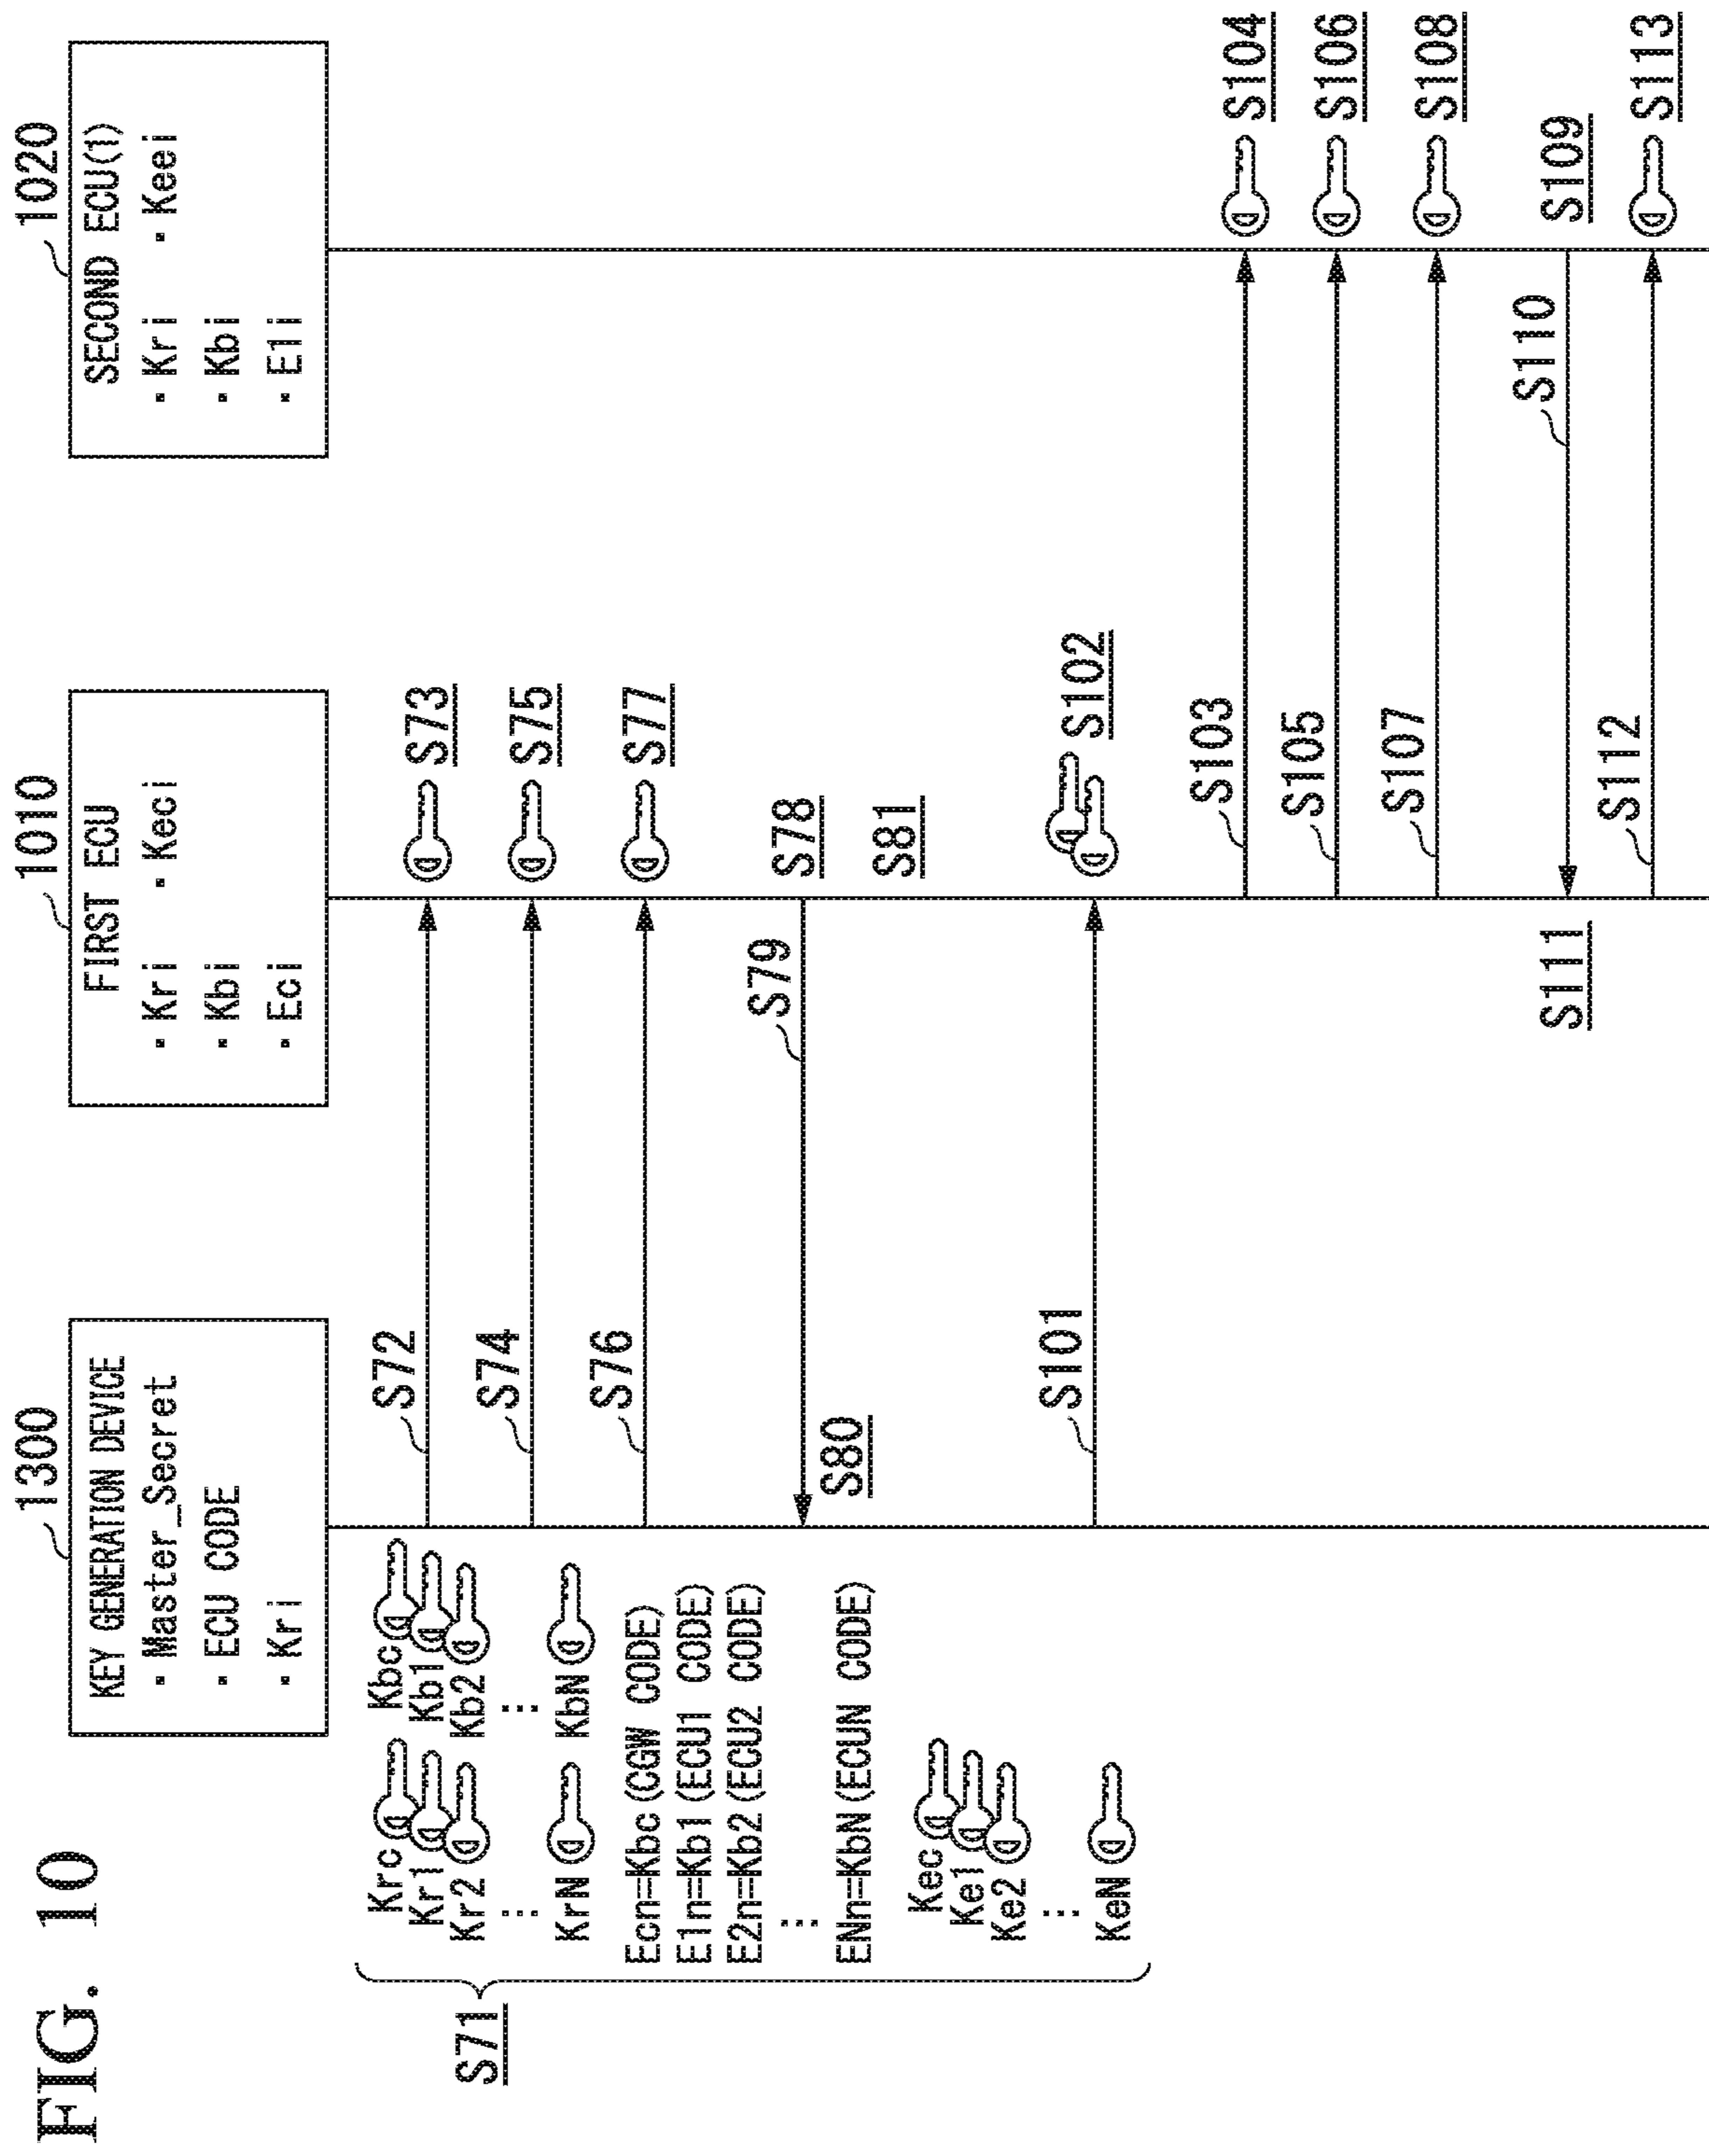 FIG. 10
1300
KEY GENERATION DEVICE
・Master_Secret
・ECU CODE
・Kri
1010
FIRST ECU
・Kri ・Keci
・Kbi
・Eci
1020
SECOND ECU(1)
・Kri ・Keei
・Kbi
・E1i
S71
Krc Kbc
Kr1 Kb1
Kr2 Kb2
⋮ ⋮
KrN KbN
Ecn=Kbc(CGW CODE)
E1n=Kb1(ECU1 CODE)
E2n=Kb2(ECU2 CODE)
⋮
ENn=KbN(ECUN CODE)
Kec
Ke1
Ke2
⋮
KeN
S72
S73
S74
S75
S76
S77
S78
S79
S80
S81
S101
S102
S103
S104
S105
S106
S107
S108
S109
S110
S111
S112
S113